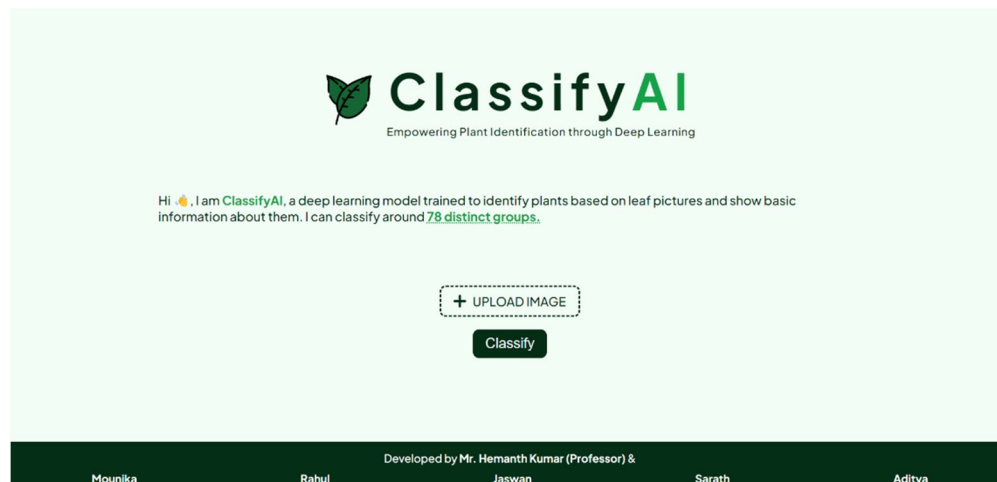 ClassifyAI
Empowering Plant Identification through Deep Learning
Hi 👋, I am ClassifyAI, a deep learning model trained to identify plants based on leaf pictures and show basic
information about them. I can classify around 78 distinct groups.
+ UPLOAD IMAGE
Classify
Developed by Mr. Hemanth Kumar (Professor) &
Mounika Rahul Jaswan Sarath Aditya